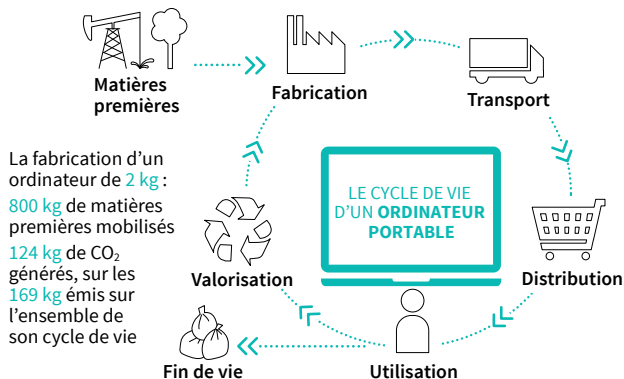 Matières
premières
Fabrication
Transport
La fabrication d’un
ordinateur de 2 kg :
800 kg de matières
premières mobilisés
124 kg de CO₂
générés, sur les
169 kg émis sur
l’ensemble de
son cycle de vie
LE CYCLE DE VIE
D’UN ORDINATEUR
PORTABLE
Valorisation
Distribution
Fin de vie
Utilisation